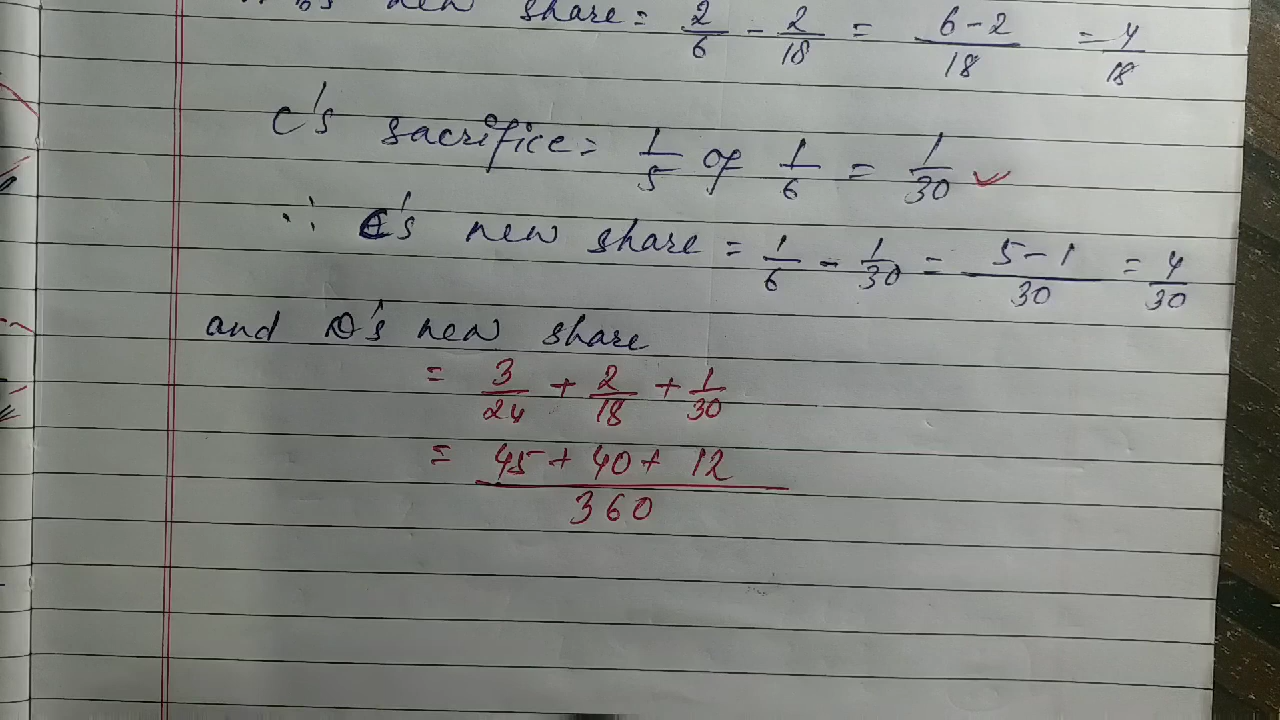 B's new share = 2/6 - 2/18 = 6-2/18 = 4/18
C's sacrifice = 1/5 of 1/6 = 1/30 ✓
∴ C's new share = 1/6 - 1/30 = 5-1/30 = 4/30
and D's new share
= 3/24 + 2/18 + 1/30
= 45+40+12/360